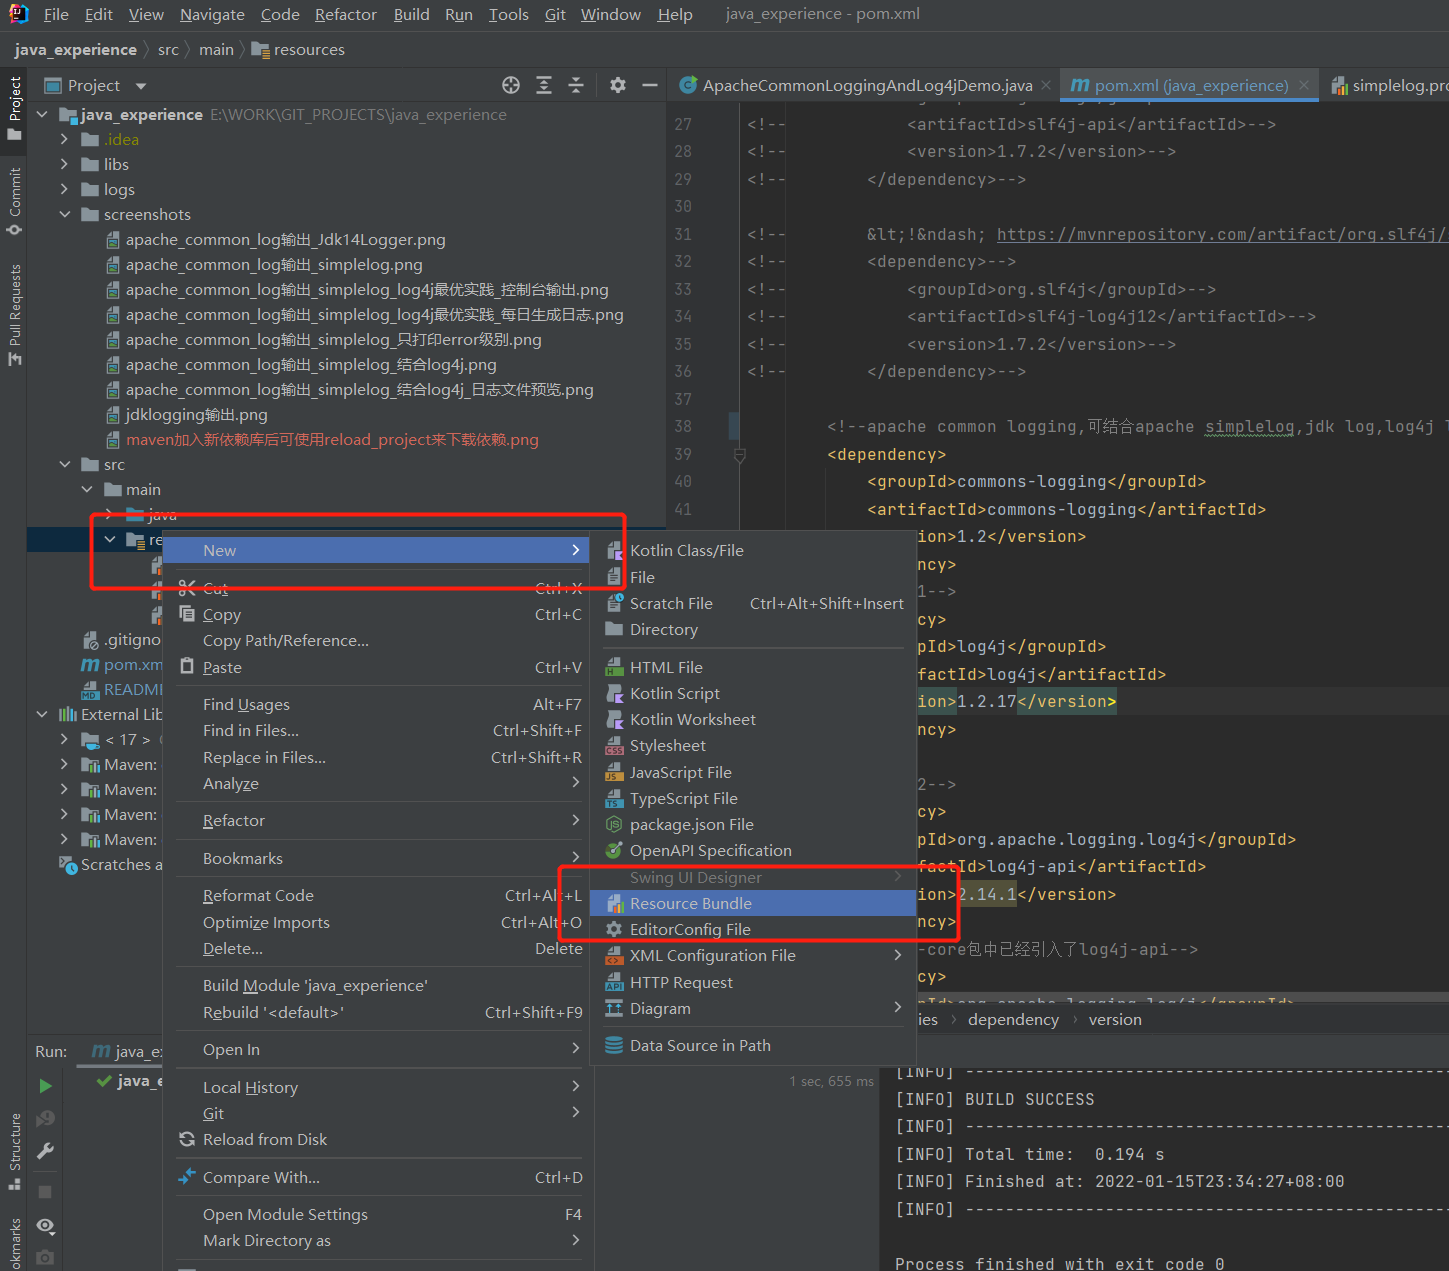 File Edit View Navigate Code Refactor Build Run Tools Git Window Help java_experience - pom.xml
java_experience src main resources
Project
ApacheCommonLoggingAndLog4jDemo.java pom.xml (java_experience)
Project
Commit
Pull Requests
Structure
java_experience E:\WORK\GIT_PROJECTS\java_experience
.idea
libs
logs
screenshots
apache_common_log输出_Jdk14Logger.png
apache_common_log输出_simplelog.png
apache_common_log输出_simplelog_log4j最优实践_控制台输出.png
apache_common_log输出_simplelog_log4j最优实践_每日生成日志.png
apache_common_log输出_simplelog_只打印error级别.png
apache_common_log输出_simplelog_结合log4j.png
apache_common_log输出_simplelog_结合log4j_日志文件预览.png
jdklogging输出.png
maven加入新依赖库后可使用reload_project来下载依赖.png
src
main
java
re
.gitigno
pom.xm
READMI
External Lib
< 17 >
Maven:
Maven:
Maven:
Maven:
Scratches a
New
Cut Ctrl+X
Copy Ctrl+C
Copy Path/Reference...
Paste Ctrl+V
Find Usages Alt+F7
Find in Files... Ctrl+Shift+F
Replace in Files... Ctrl+Shift+R
Analyze
Refactor
Bookmarks
Reformat Code Ctrl+Alt+L
Optimize Imports Ctrl+Alt+O
Delete... Delete
Build Module 'java_experience'
Rebuild '<default>' Ctrl+Shift+F9
Open In
Local History
Git
Reload from Disk
Compare With... Ctrl+D
Open Module Settings F4
Mark Directory as
Kotlin Class/File
File
Scratch File Ctrl+Alt+Shift+Insert
Directory
HTML File
Kotlin Script
Kotlin Worksheet
Stylesheet
JavaScript File
TypeScript File
package.json File
OpenAPI Specification
Swing UI Designer
Resource Bundle
EditorConfig File
XML Configuration File
HTTP Request
Diagram
Data Source in Path
27 <!-- <artifactId>slf4j-api</artifactId>-->
28 <!-- <version>1.7.2</version>-->
29 <!-- </dependency>-->
30
31 <!-- &lt;!&ndash; https://mvnrepository.com/artifact/org.slf4j/
32 <!-- <dependency>-->
33 <!-- <groupId>org.slf4j</groupId>-->
34 <!-- <artifactId>slf4j-log4j12</artifactId>-->
35 <!-- <version>1.7.2</version>-->
36 <!-- </dependency>-->
37
38 <!--apache common logging,可结合apache simplelog,jdk log,log4j
39 <dependency>
40 <groupId>commons-logging</groupId>
41 <artifactId>commons-logging</artifactId>
ion>1.2</version>
ncy>
1-->
cy>
pId>log4j</groupId>
factId>log4j</artifactId>
ion>1.2.17</version>
ncy>
2-->
cy>
pId>org.apache.logging.log4j</groupId>
factId>log4j-api</artifactId>
ion>2.14.1</version>
ncy>
-core包中已经引入了log4j-api-->
cy>
ies dependency version
Run: java_ex
java_e
1 sec, 655 ms
[INFO] ------------------------------------------------
[INFO] BUILD SUCCESS
[INFO] ------------------------------------------------
[INFO] Total time: 0.194 s
[INFO] Finished at: 2022-01-15T23:34:27+08:00
[INFO] ------------------------------------------------
Process finished with exit code 0